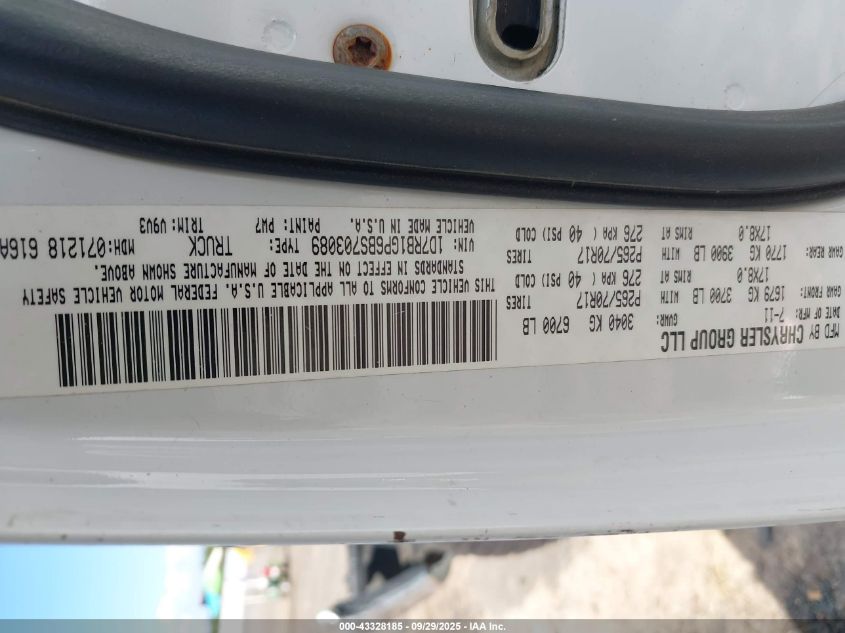 MFD BY CHRYSLER GROUP LLC
DATE OF MFR: 7-11 GVWR: 3040 KG 6700 LB
GAWR FRONT: 1679 KG 3700 LB WITH P265/70R17 TIRES
17X8.0 RIMS AT 276 KPA ( 40 PSI) COLD
GAWR REAR: 1770 KG 3900 LB WITH P265/70R17 TIRES
17X8.0 RIMS AT 276 KPA ( 40 PSI) COLD
THIS VEHICLE CONFORMS TO ALL APPLICABLE U.S.A. FEDERAL MOTOR VEHICLE SAFETY
STANDARDS IN EFFECT ON THE DATE OF MANUFACTURE SHOWN ABOVE.
VIN: 1D7RB1GP6BS703089 TYPE: TRUCK MDH:071218 616A
VEHICLE MADE IN U.S.A. PAINT: PW7 TRIM:V9V3
000-43328185 - 09/29/2025 - IAA Inc.